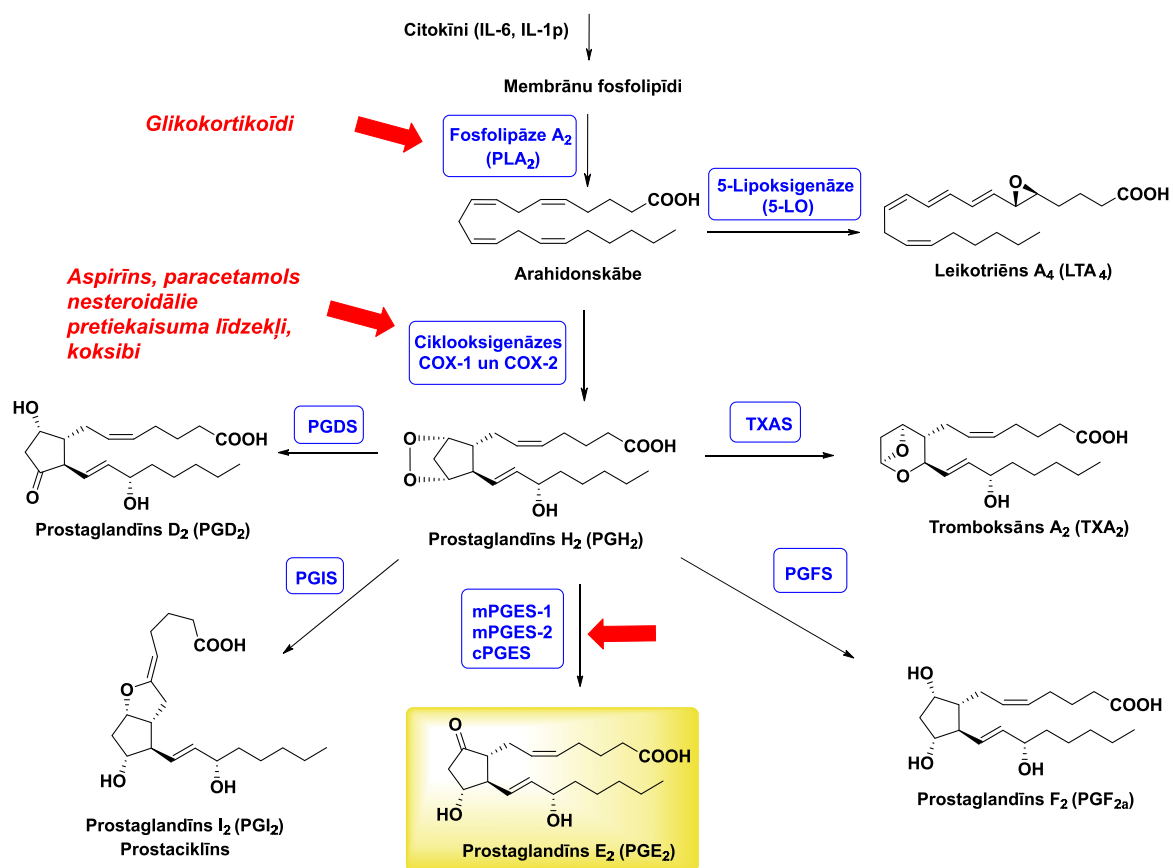 Citokīni (IL-6, IL-1p)
Membrānu fosfolipīdi
Glikokortikoīdi
Fosfolipāze A2
(PLA2)
COOH
5-Lipoksigenāze
(5-LO)
O
COOH
Arahidonskābe
Leikotriēns A4 (LTA4)
Aspirīns, paracetamols
nesteroidālie
pretiekaisuma līdzekļi,
koksibi
Ciklooksigenāzes
COX-1 un COX-2
HO
COOH
O
OH
Prostaglandīns D2 (PGD2)
PGDS
O
O
COOH
OH
Prostaglandīns H2 (PGH2)
TXAS
O
O
COOH
OH
Tromboksāns A2 (TXA2)
PGIS
mPGES-1
mPGES-2
cPGES
PGFS
COOH
O
HO
OH
Prostaglandīns I2 (PGI2)
Prostaciklīns
O
COOH
HO
OH
Prostaglandīns E2 (PGE2)
HO
COOH
HO
OH
Prostaglandīns F2 (PGF2a)